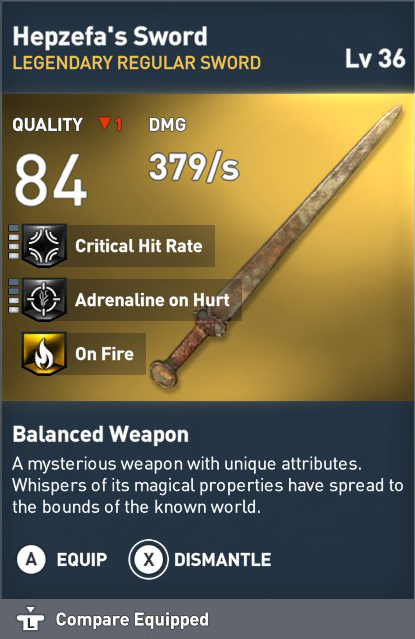 Hepzefa's Sword
LEGENDARY REGULAR SWORD
Lv 36
QUALITY ▼1 DMG
84 379/s
Critical Hit Rate
Adrenaline on Hurt
On Fire
Balanced Weapon
A mysterious weapon with unique attributes.
Whispers of its magical properties have spread to
the bounds of the known world.
A EQUIP X DISMANTLE
L Compare Equipped